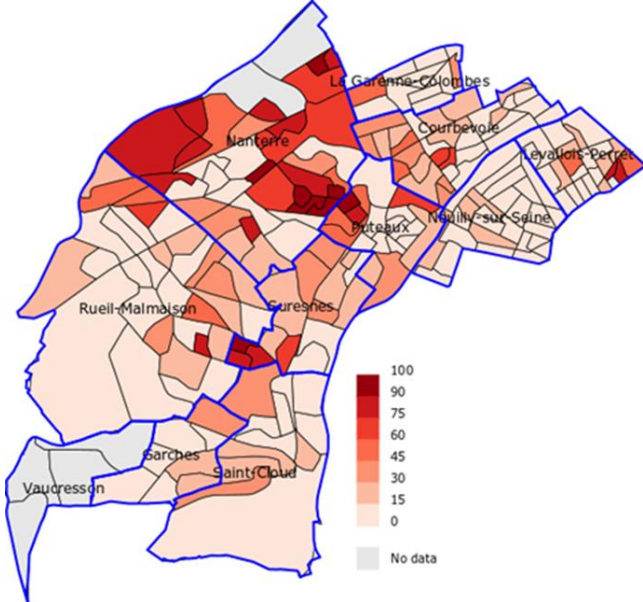 La Garenne-Colombes
Courbevoie
Nanterre
Levallois-Perret
Neuilly-sur-Seine
Puteaux
Rueil-Malmaison
Suresnes
Garches
Saint-Cloud
Vaucresson
100
90
75
60
45
30
15
0
No data